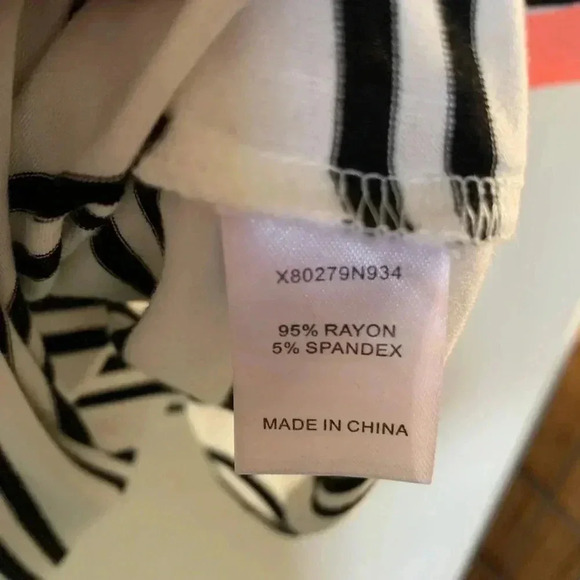 X80279N934
95% RAYON
5% SPANDEX
MADE IN CHINA